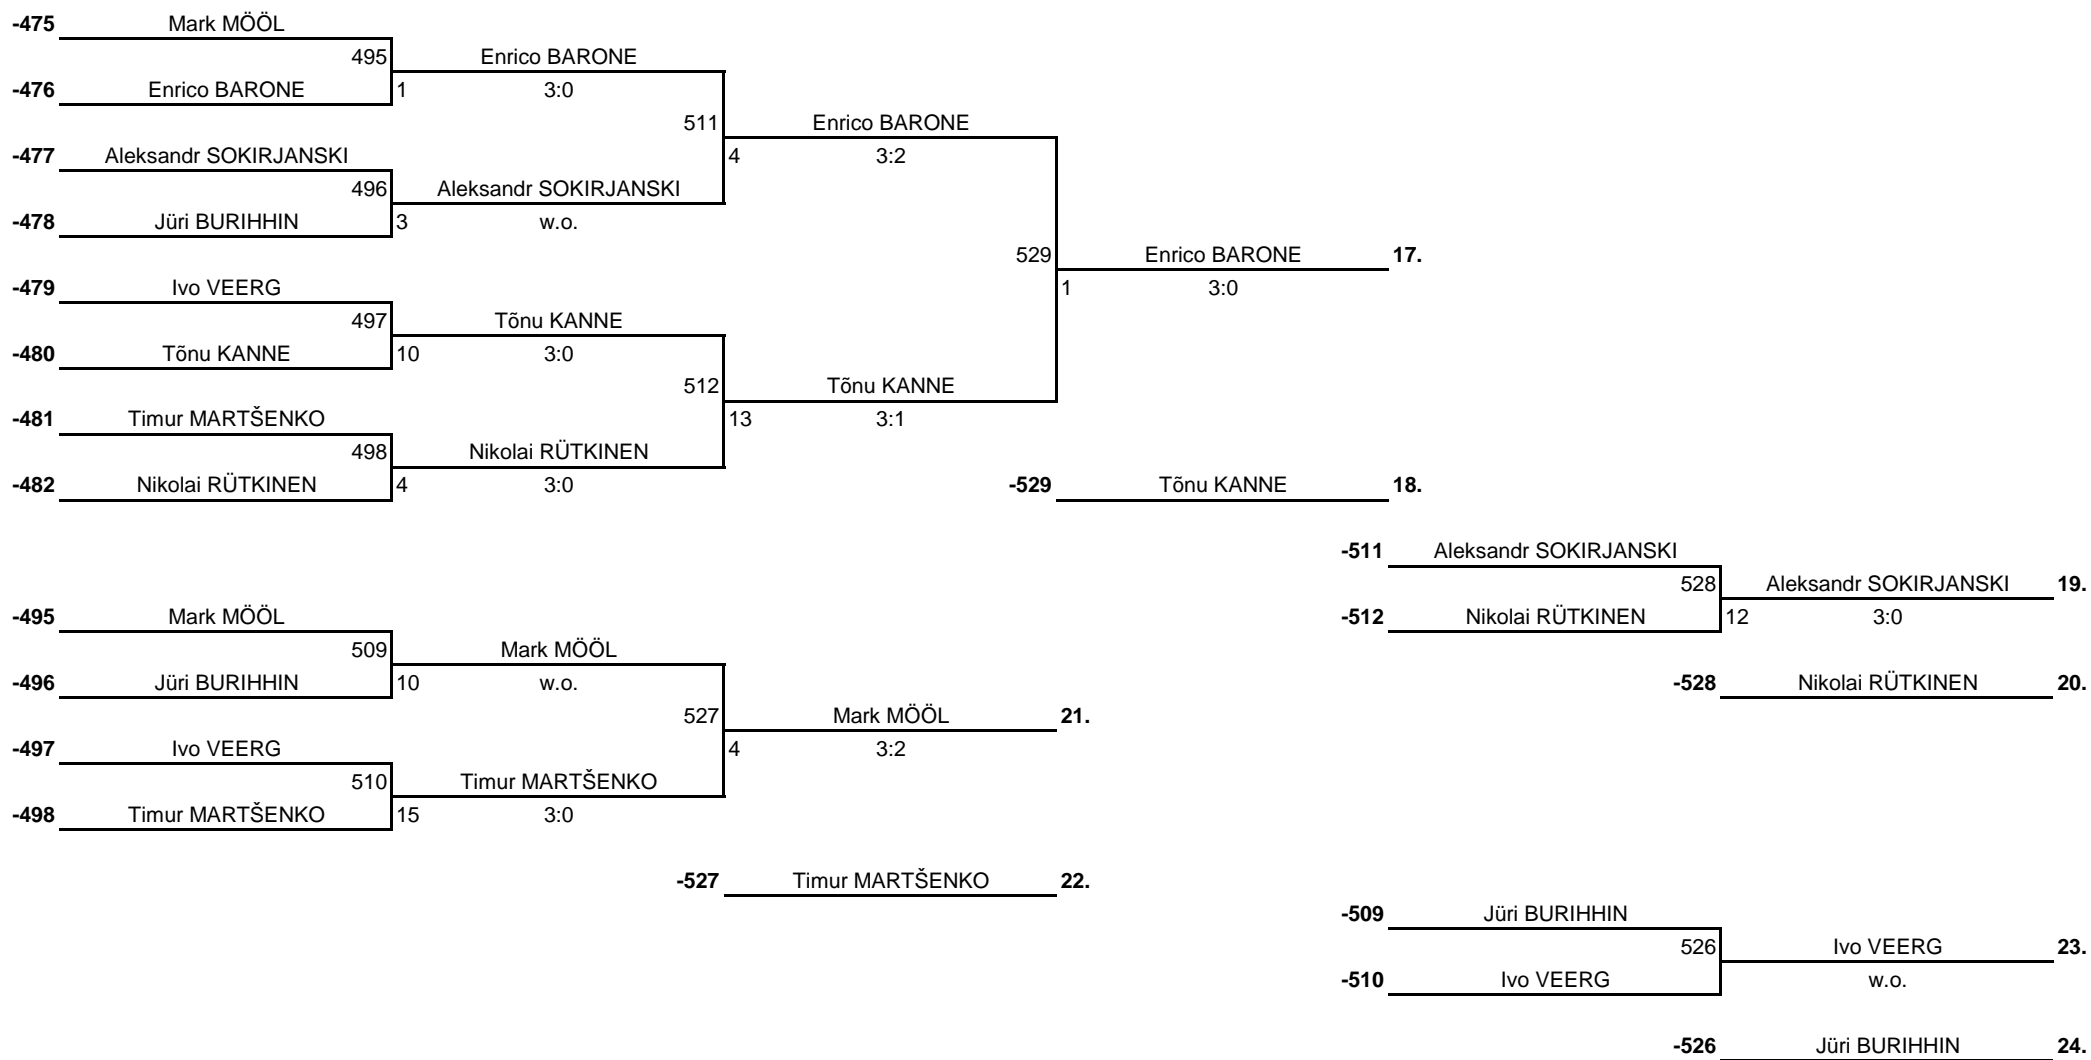 -475 Mark MÖÖL
495 Enrico BARONE
-476 Enrico BARONE 1 3:0
511 Enrico BARONE
-477 Aleksandr SOKIRJANSKI 4 3:2
496 Aleksandr SOKIRJANSKI
-478 Jüri BURIHHIN 3 w.o.
529 Enrico BARONE 17.
-479 Ivo VEERG 1 3:0
497 Tõnu KANNE
-480 Tõnu KANNE 10 3:0
512 Tõnu KANNE
-481 Timur MARTŠENKO 13 3:1
498 Nikolai RÜTKINEN
-482 Nikolai RÜTKINEN 4 3:0 -529 Tõnu KANNE 18.
-511 Aleksandr SOKIRJANSKI
528 Aleksandr SOKIRJANSKI 19.
-495 Mark MÖÖL -512 Nikolai RÜTKINEN 12 3:0
509 Mark MÖÖL
-496 Jüri BURIHHIN 10 w.o. -528 Nikolai RÜTKINEN 20.
527 Mark MÖÖL 21.
-497 Ivo VEERG 4 3:2
510 Timur MARTŠENKO
-498 Timur MARTŠENKO 15 3:0
-527 Timur MARTŠENKO 22.
-509 Jüri BURIHHIN
526 Ivo VEERG 23.
-510 Ivo VEERG w.o.
-526 Jüri BURIHHIN 24.